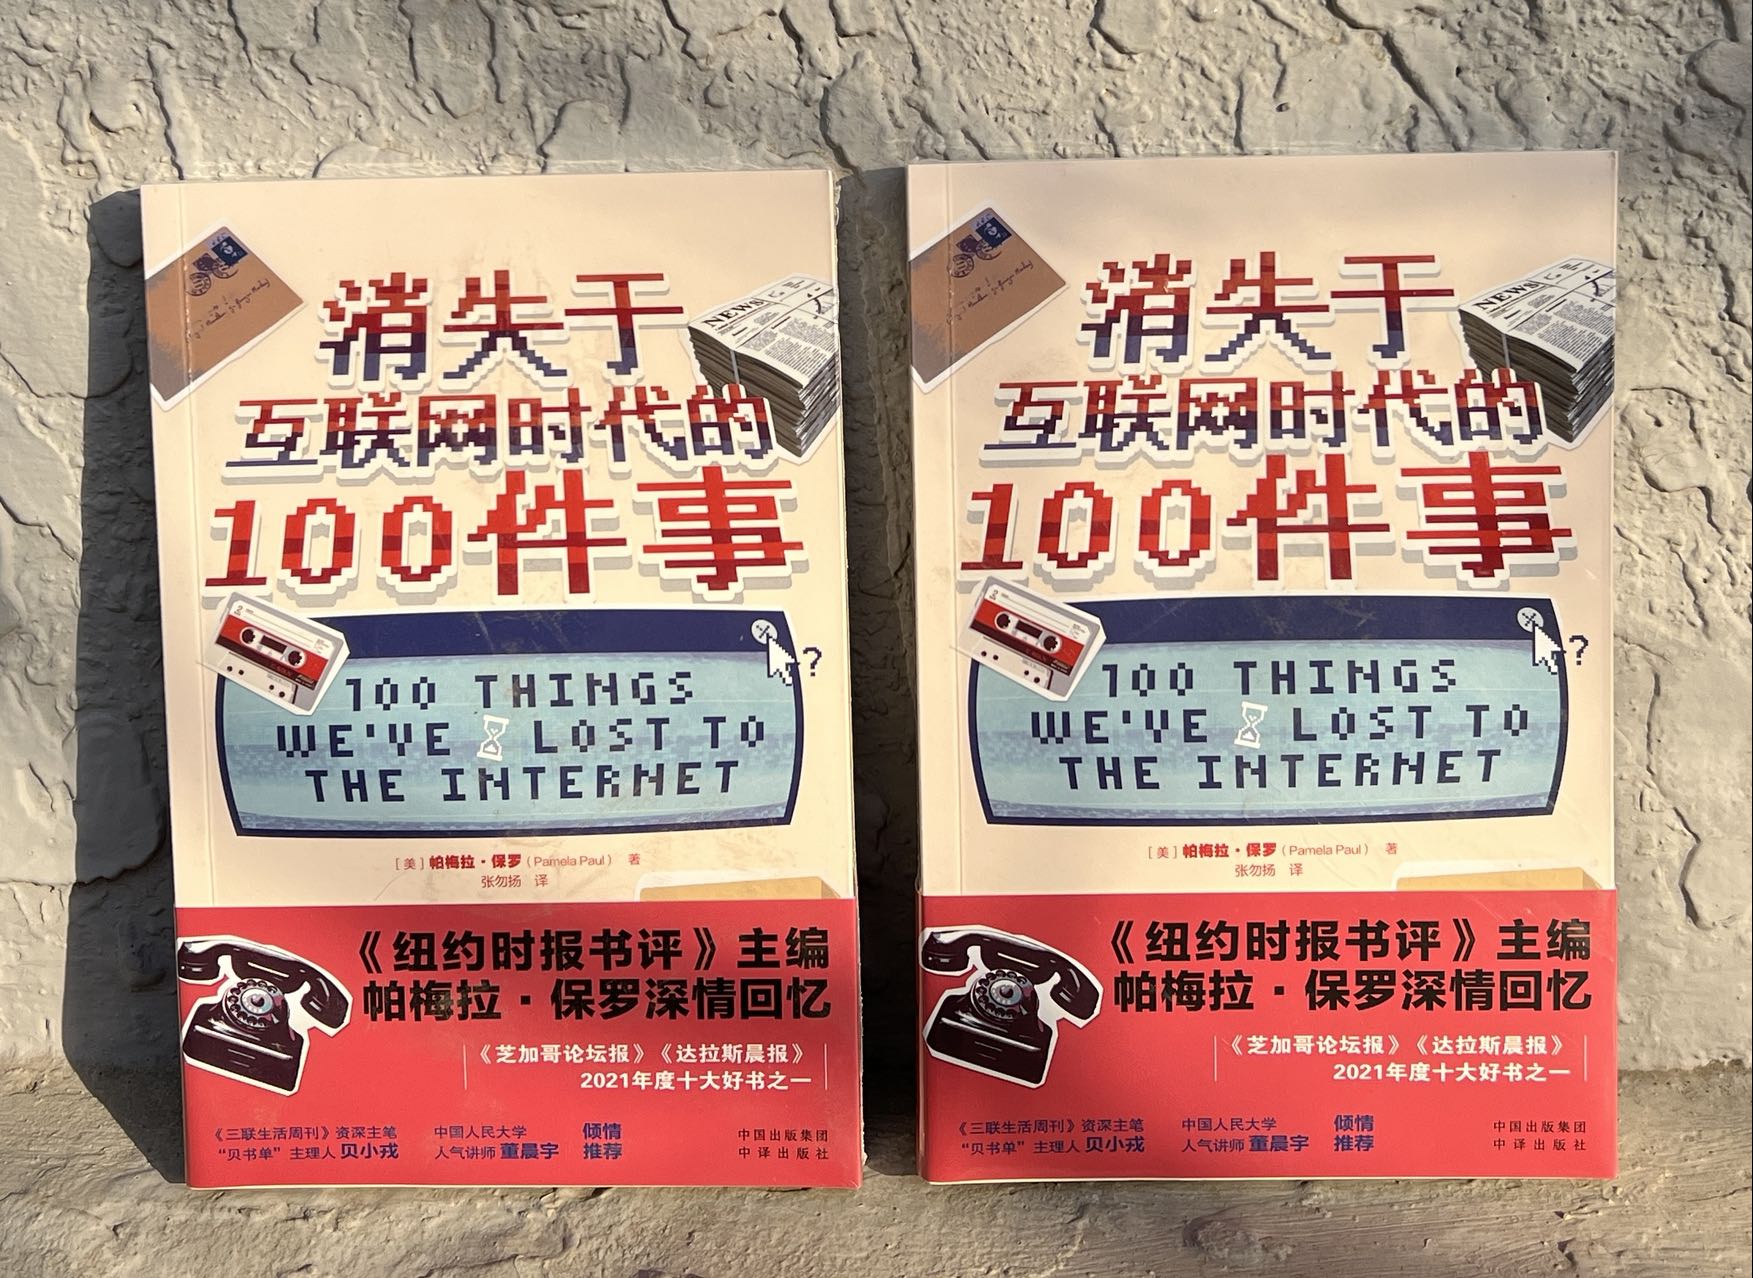 消失于
互联网时代的
100件事
NEWS
100 THINGS
WE'VE LOST TO
THE INTERNET
?
[美] 帕梅拉·保罗 (Pamela Paul) 著
张勿扬 译
《纽约时报书评》主编
帕梅拉·保罗深情回忆
《芝加哥论坛报》《达拉斯晨报》
2021年度十大好书之一
《三联生活周刊》资深主笔
“贝书单”主理人 贝小戎
中国人民大学
人气讲师 董晨宇
倾情
推荐
中国出版集团
中译出版社
消失于
互联网时代的
100件事
NEWS
100 THINGS
WE'VE LOST TO
THE INTERNET
?
[美] 帕梅拉·保罗 (Pamela Paul) 著
张勿扬 译
《纽约时报书评》主编
帕梅拉·保罗深情回忆
《芝加哥论坛报》《达拉斯晨报》
2021年度十大好书之一
《三联生活周刊》资深主笔
“贝书单”主理人 贝小戎
中国人民大学
人气讲师 董晨宇
倾情
推荐
中国出版集团
中译出版社